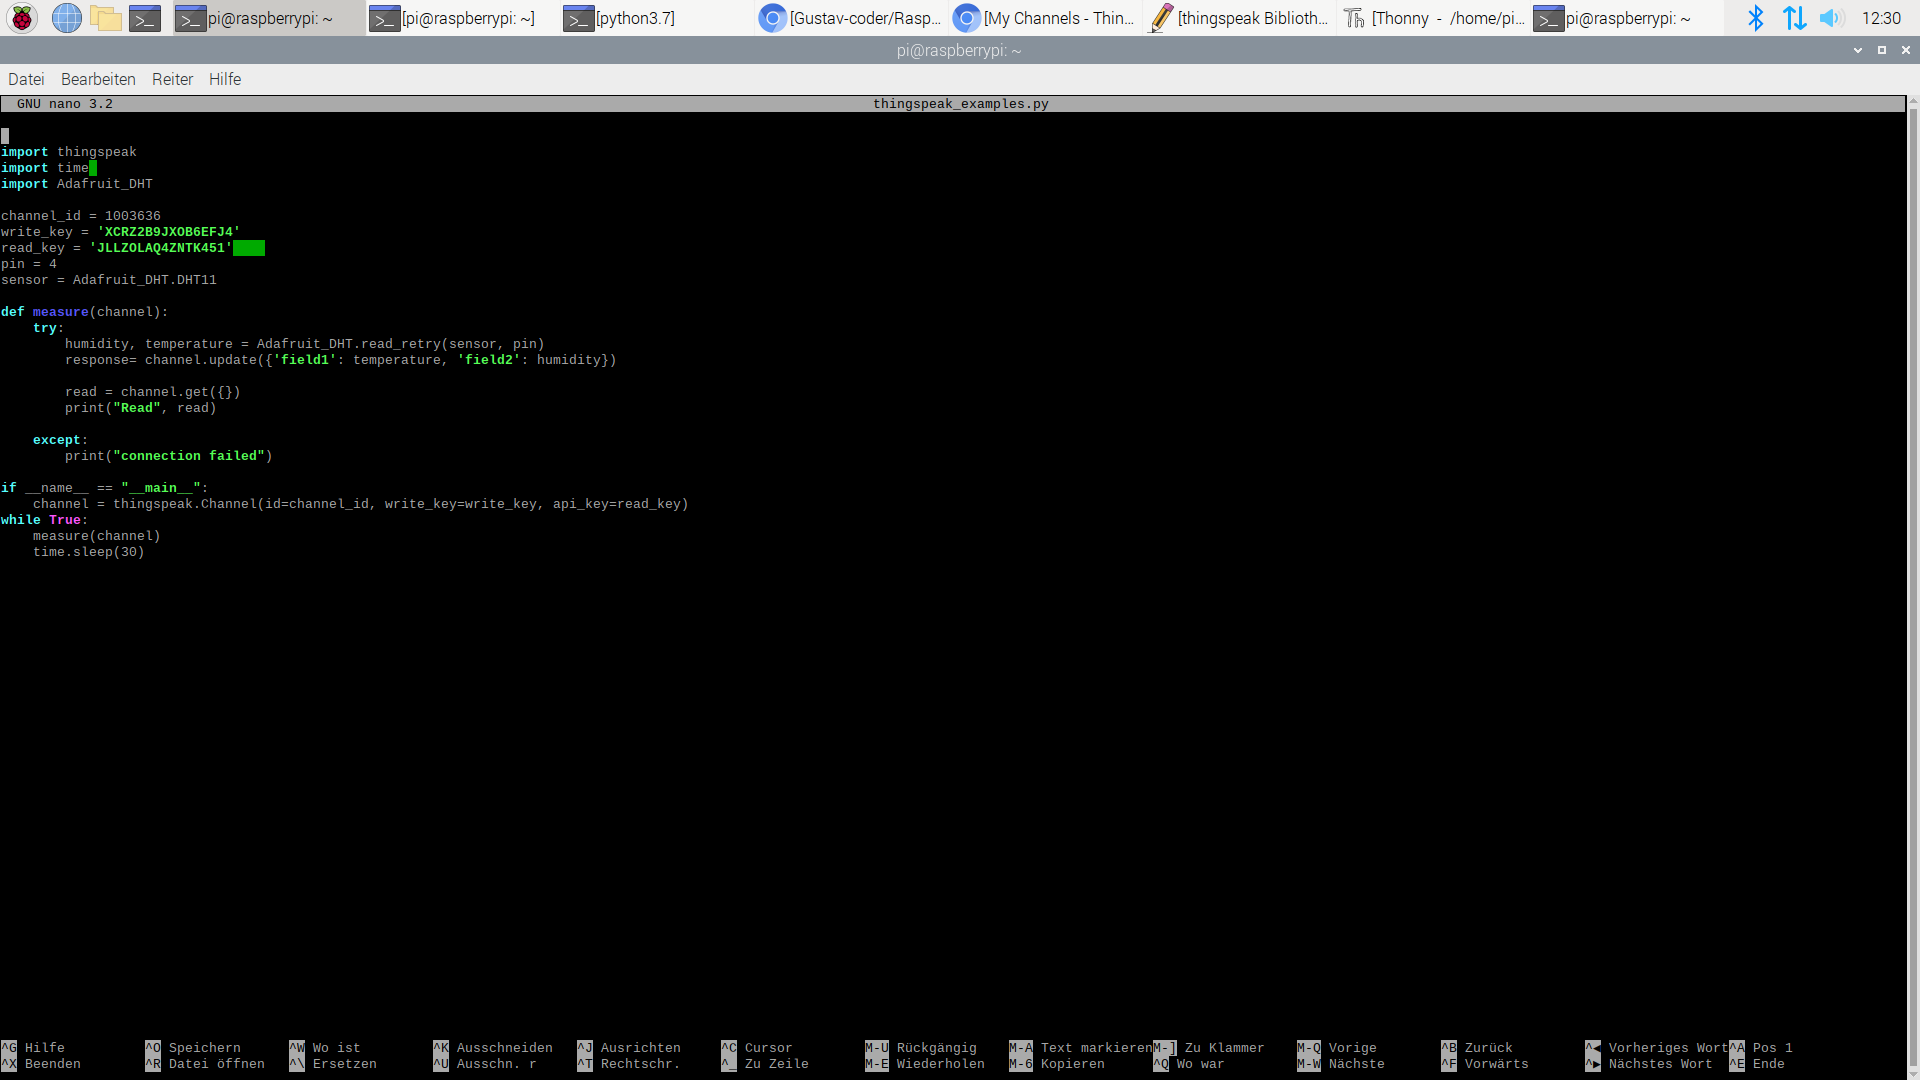 pi@raspberrypi: ~ [pi@raspberrypi: ~] [python3.7] [Gustav-coder/Rasp... [My Channels - Thin... [thingspeak Biblioth... [Thonny - /home/pi... pi@raspberrypi: ~ 12:30
pi@raspberrypi: ~
Datei Bearbeiten Reiter Hilfe
GNU nano 3.2 thingspeak_examples.py
import thingspeak
import time
import Adafruit_DHT
channel_id = 1003636
write_key = 'XCRZ2B9JXOB6EFJ4'
read_key = 'JLLZOLAQ4ZNTK451'
pin = 4
sensor = Adafruit_DHT.DHT11
def measure(channel):
    try:
        humidity, temperature = Adafruit_DHT.read_retry(sensor, pin)
        response= channel.update({'field1': temperature, 'field2': humidity})
        read = channel.get({})
        print("Read", read)
    except:
        print("connection failed")
if __name__ == "__main__":
    channel = thingspeak.Channel(id=channel_id, write_key=write_key, api_key=read_key)
while True:
    measure(channel)
    time.sleep(30)
^G Hilfe ^O Speichern ^W Wo ist ^K Ausschneiden ^J Ausrichten ^C Cursor M-U Rückgängig M-A Text markieren M-] Zu Klammer M-Q Vorige ^B Zurück ^◀ Vorheriges Wort ^A Pos 1
^X Beenden ^R Datei öffnen ^\ Ersetzen ^U Ausschn. r ^T Rechtschr. ^_ Zu Zeile M-E Wiederholen M-6 Kopieren ^Q Wo war M-W Nächste ^F Vorwärts ^▶ Nächstes Wort ^E Ende